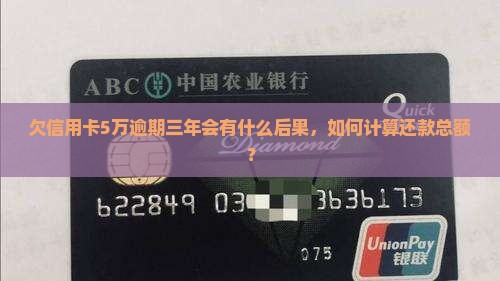 ABC 中国农业银行
Quick
欠信用卡5万逾期三年会有什么后果，如何计算还款总额
？
Diamond
622849 03 3636173
075
UnionPay
银联